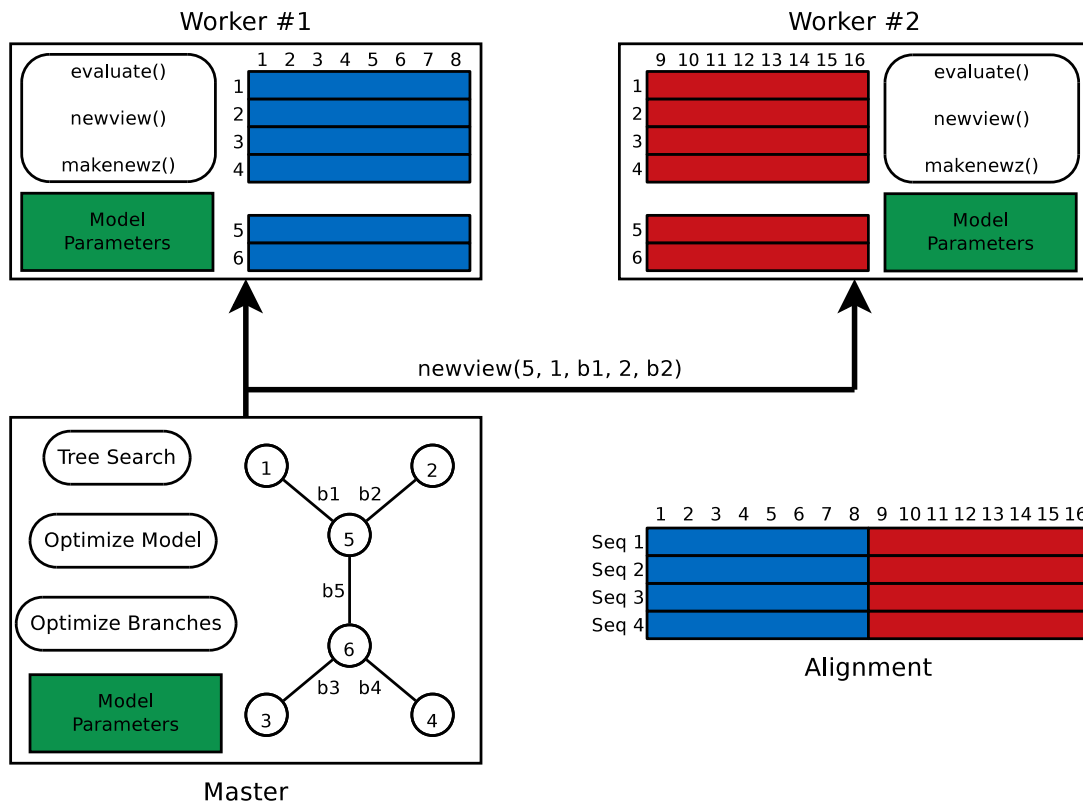 Worker #1
Worker #2
1 2 3 4 5 6 7 8
9 10 11 12 13 14 15 16
evaluate()
newview()
makenewz()
1
2
3
4
Model
Parameters
5
6
1
2
3
4
evaluate()
newview()
makenewz()
5
6
Model
Parameters
newview(5, 1, b1, 2, b2)
Tree Search
Optimize Model
Optimize Branches
Model
Parameters
1
2
b1 b2
5
b5
6
b3 b4
3
4
Master
1 2 3 4 5 6 7 8 9 10 11 12 13 14 15 16
Seq 1
Seq 2
Seq 3
Seq 4
Alignment